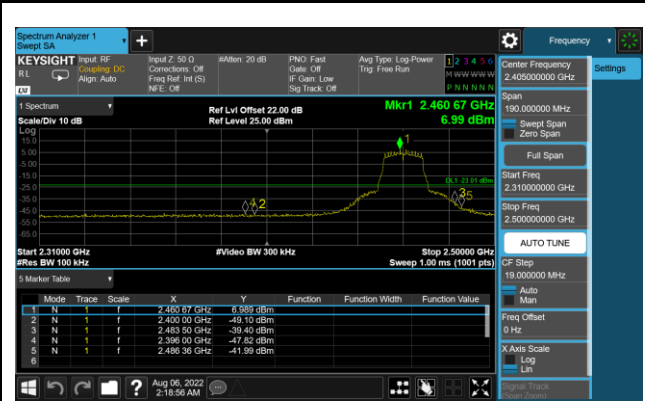 Spectrum Analyzer 1
Swept SA
+
Frequency
KEYSIGHT
RL
LXI
Input: RF
Coupling: DC
Align: Auto
Input Z: 50 Ω
Corrections: Off
Freq Ref: Int (S)
NFE: Off
#Atten: 20 dB
PNO: Fast
Gate: Off
IF Gain: Low
Sig Track: Off
Avg Type: Log-Power
Trig: Free Run
1 2 3 4 5 6
M W W W W W
P N N N N N
Center Frequency
2.405000000 GHz
Settings
Span
190.000000 MHz
Swept Span
Zero Span
Full Span
Start Freq
2.310000000 GHz
Stop Freq
2.500000000 GHz
AUTO TUNE
CF Step
19.000000 MHz
Auto
Man
Freq Offset
0 Hz
X Axis Scale
Log
Lin
Signal Track
(Span Zoom)
1 Spectrum
Scale/Div 10 dB
Ref Lvl Offset 22.00 dB
Ref Level 25.00 dBm
Mkr1 2.460 67 GHz
6.99 dBm
Log
15.0
5.00
-5.00
-15.0
-25.0
-35.0
-45.0
-55.0
-65.0
1
DL1 -23.01 dBm
4 2
3 5
Start 2.31000 GHz
#Res BW 100 kHz
#Video BW 300 kHz
Stop 2.50000 GHz
Sweep 1.00 ms (1001 pts)
5 Marker Table
Mode Trace Scale X Y Function Function Width Function Value
1 N 1 f 2.460 67 GHz 6.989 dBm
2 N 1 f 2.400 00 GHz -49.10 dBm
3 N 1 f 2.483 50 GHz -39.40 dBm
4 N 1 f 2.396 00 GHz -47.82 dBm
5 N 1 f 2.486 36 GHz -41.99 dBm
6
?
Aug 06, 2022
2:18:56 AM